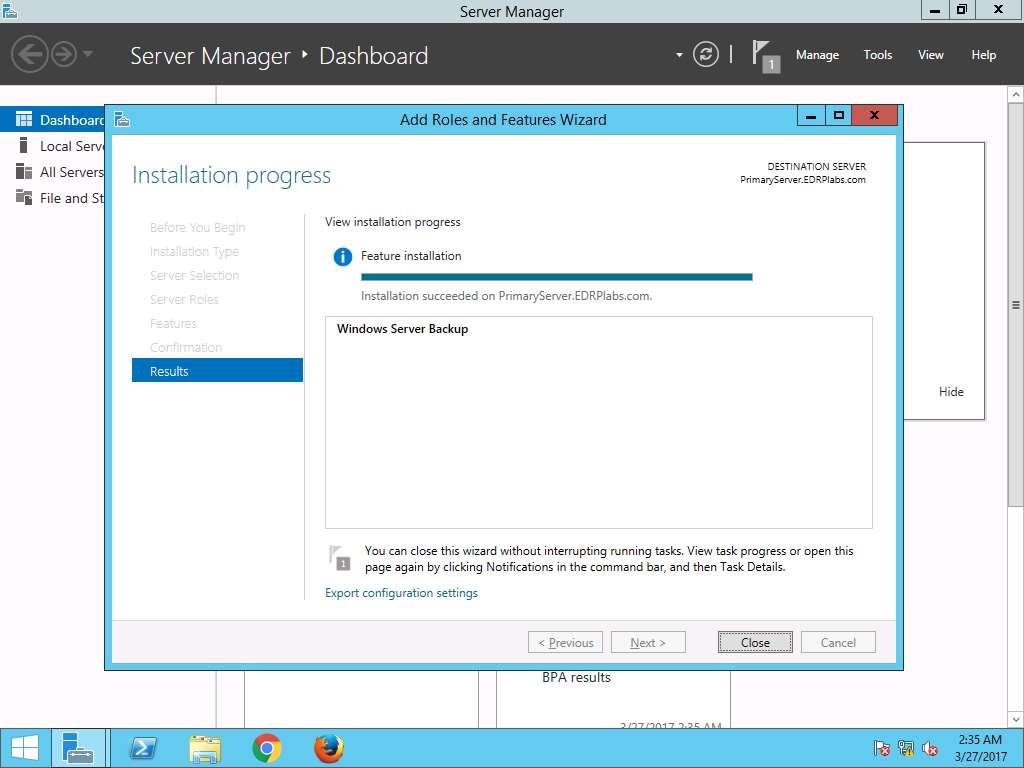 Server Manager
Server Manager ‣ Dashboard
1
Manage
Tools
View
Help
Dashboard
Local Serve
All Servers
File and St
Add Roles and Features Wizard
Installation progress
DESTINATION SERVER
PrimaryServer.EDRPlabs.com
Before You Begin
Installation Type
Server Selection
Server Roles
Features
Confirmation
Results
View installation progress
Feature installation
Installation succeeded on PrimaryServer.EDRPlabs.com.
Windows Server Backup
1
You can close this wizard without interrupting running tasks. View task progress or open this
page again by clicking Notifications in the command bar, and then Task Details.
Export configuration settings
< Previous
Next >
Close
Cancel
Hide
BPA results
3/27/2017 2:35 AM
2:35 AM
3/27/2017